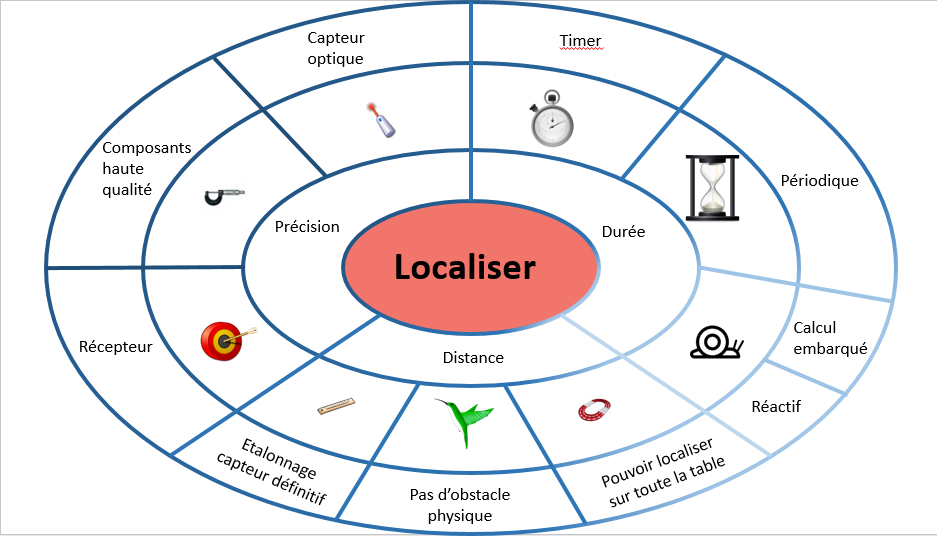 Capteur
optique
Timer
Composants
haute
qualité
Périodique
Précision
Durée
Localiser
Récepteur
Distance
Calcul
embarqué
Réactif
Etalonnage
capteur définitif
Pas d’obstacle
physique
Pouvoir localiser
sur toute la table